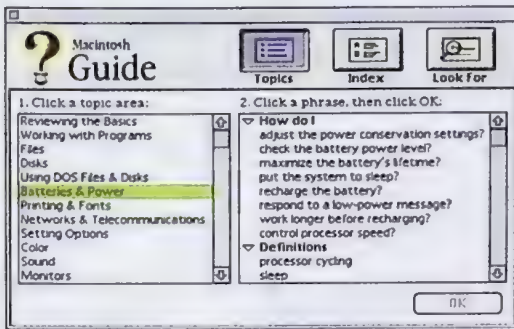 ?
Macintosh
Guide
Topics
Index
Look For
1. Click a topic area:
Reviewing the Basics
Working with Programs
Files
Disks
Using DOS Files & Disks
Batteries & Power
Printing & Fonts
Networks & Telecommunications
Setting Options
Color
Sound
Monitors
2. Click a phrase, then click OK:
How do I
adjust the power conservation settings?
check the battery power level?
maximize the battery's lifetime?
put the system to sleep?
recharge the battery?
respond to a low-power message?
work longer before recharging?
control processor speed?
Definitions
processor cycling
sleep
OK